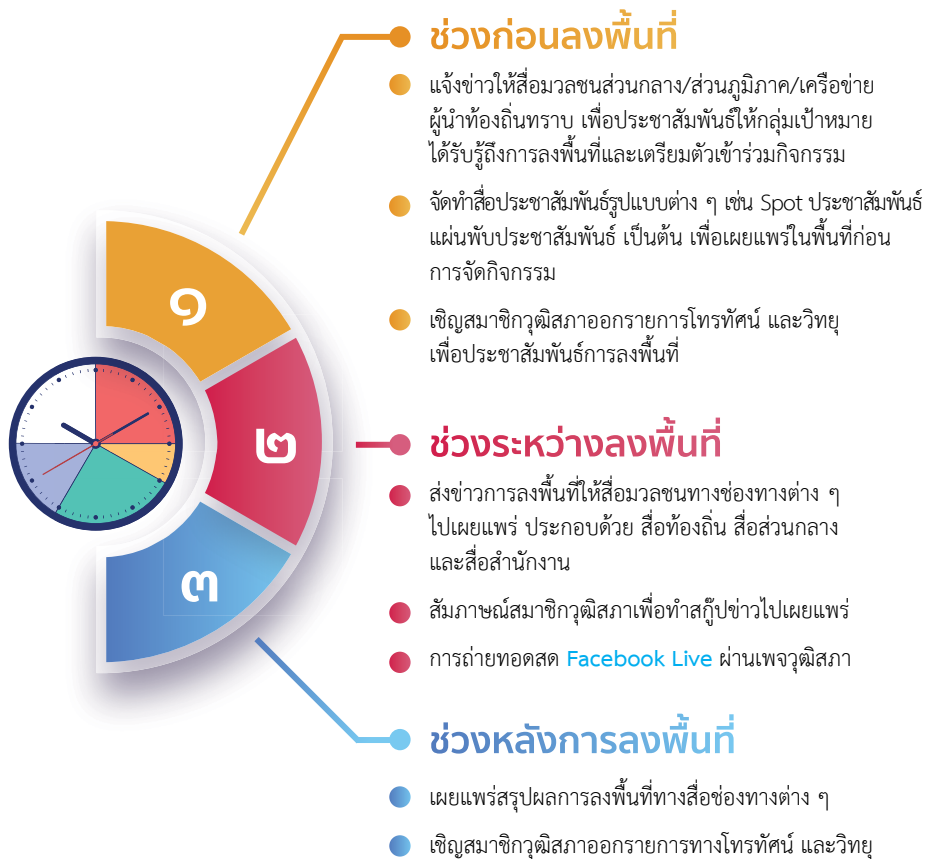 ๑
๒
๓
ช่วงก่อนลงพื้นที่
แจ้งข่าวให้สื่อมวลชนส่วนกลาง/ส่วนภูมิภาค/เครือข่าย
ผู้นำท้องถิ่นทราบ เพื่อประชาสัมพันธ์ให้กลุ่มเป้าหมาย
ได้รับรู้ถึงการลงพื้นที่และเตรียมตัวเข้าร่วมกิจกรรม
จัดทำสื่อประชาสัมพันธ์รูปแบบต่าง ๆ เช่น Spot ประชาสัมพันธ์
แผ่นพับประชาสัมพันธ์ เป็นต้น เพื่อเผยแพร่ในพื้นที่ก่อน
การจัดกิจกรรม
เชิญสมาชิกวุฒิสภาออกรายการโทรทัศน์ และวิทยุ
เพื่อประชาสัมพันธ์การลงพื้นที่
ช่วงระหว่างลงพื้นที่
ส่งข่าวการลงพื้นที่ให้สื่อมวลชนทางช่องทางต่าง ๆ
ไปเผยแพร่ ประกอบด้วย สื่อท้องถิ่น สื่อส่วนกลาง
และสื่อสำนักงาน
สัมภาษณ์สมาชิกวุฒิสภาเพื่อทำสกู๊ปข่าวไปเผยแพร่
การถ่ายทอดสด Facebook Live ผ่านเพจวุฒิสภา
ช่วงหลังการลงพื้นที่
เผยแพร่สรุปผลการลงพื้นที่ทางสื่อช่องทางต่าง ๆ
เชิญสมาชิกวุฒิสภาออกรายการทางโทรทัศน์ และวิทยุ